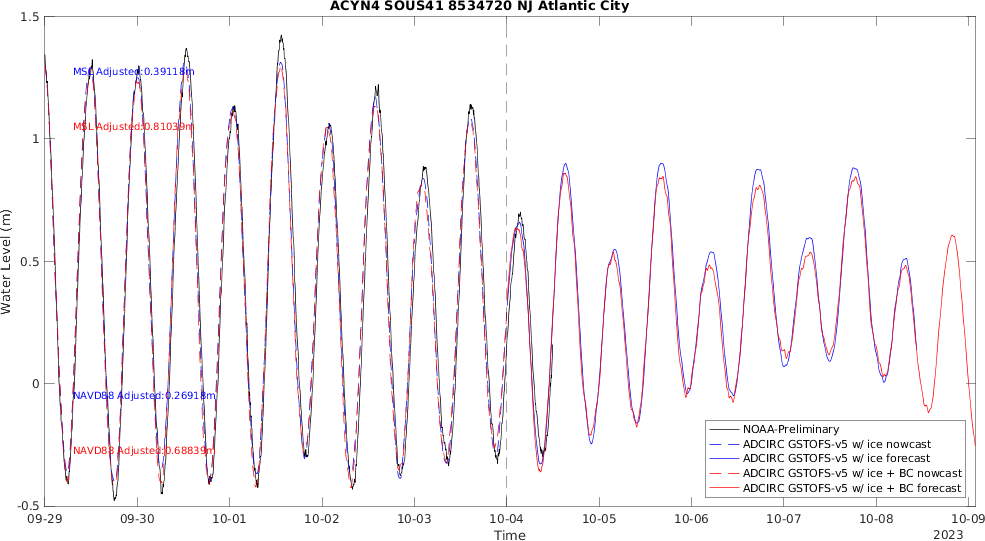 ACYN4 SOUS41 8534720 NJ Atlantic City
1.5
1
0.5
0
-0.5
Water Level (m)
MSL Adjusted:0.39118m
MSL Adjusted:0.81039m
NAVD88 Adjusted:0.26918m
NAVD88 Adjusted:0.68839m
NOAA-Preliminary
ADCIRC GSTOFS-v5 w/ ice nowcast
ADCIRC GSTOFS-v5 w/ ice forecast
ADCIRC GSTOFS-v5 w/ ice + BC nowcast
ADCIRC GSTOFS-v5 w/ ice + BC forecast
09-29 09-30 10-01 10-02 10-03 10-04 10-05 10-06 10-07 10-08 10-09
Time
2023